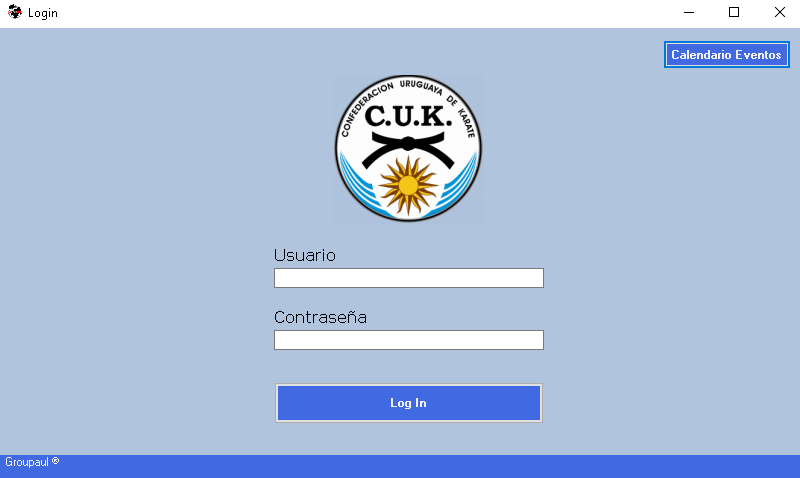 Login
Calendario Eventos
CONFEDERACION URUGUAYA DE KARATE
C.U.K.
Usuario
Contraseña
Log In
Groupaul ®